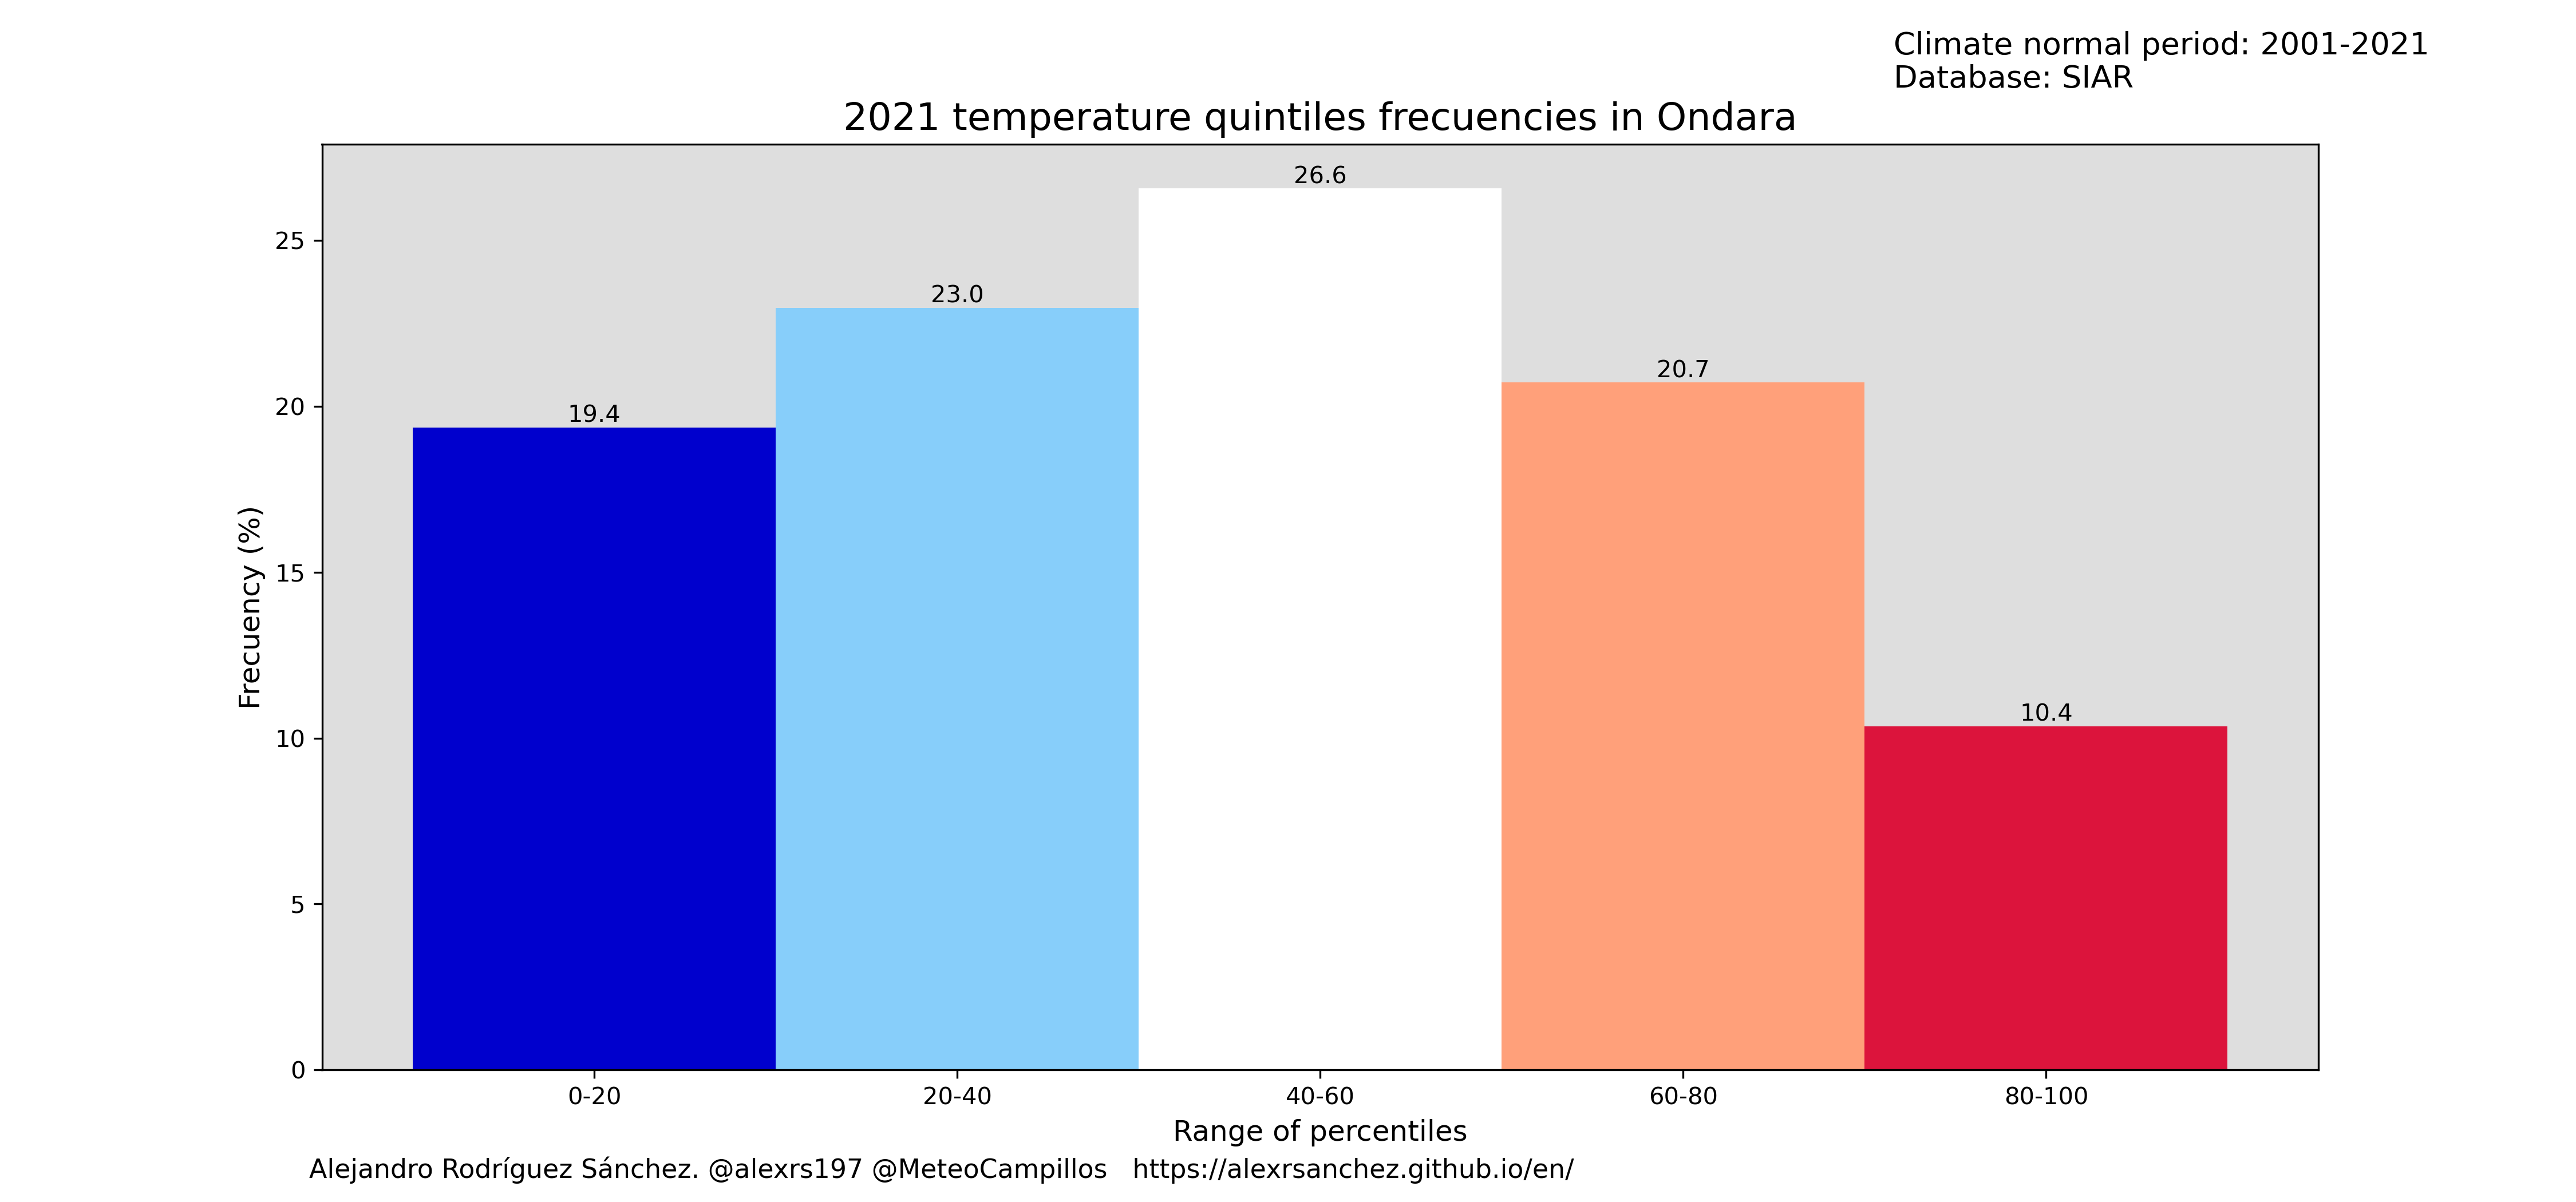 Climate normal period: 2001-2021
Database: SIAR
2021 temperature quintiles frecuencies in Ondara
26.6
25
23.0
20.7
20
19.4
Frecuency (%)
15
10.4
10
5
0
0-20
20-40
40-60
60-80
80-100
Range of percentiles
Alejandro Rodríguez Sánchez. @alexrs197 @MeteoCampillos   https://alexrsanchez.github.io/en/